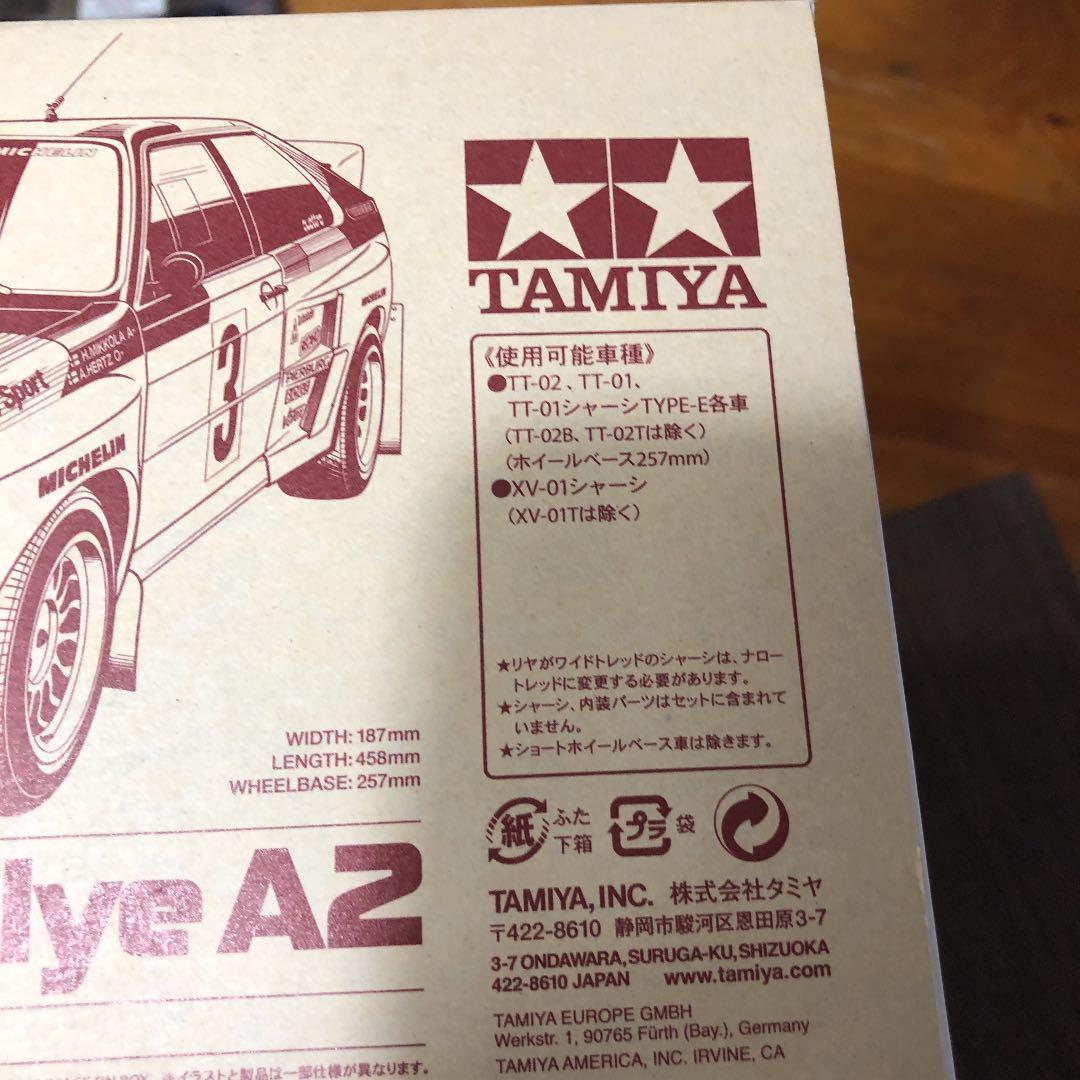 MICHELIN
quattro
MICHELIN
H.MIKKOLA A
A.HERTZ O
Sport
3
MICHELIN
TAMIYA
《使用可能車種》
●TT-02、TT-01、
TT-01シャーシTYPE-E各車
(TT-02B、TT-02Tは除く)
(ホイールベース257mm)
●XV-01シャーシ
(XV-01Tは除く)
★リヤがワイドトレッドのシャーシは、ナロー
トレッドに変更する必要があります。
★シャーシ、内装パーツはセットに含まれて
いません。
★ショートホイールベース車は除きます。
WIDTH: 187mm
LENGTH: 458mm
WHEELBASE: 257mm
lye A2
紙 ふた
下箱
プラ 袋
TAMIYA, INC. 株式会社タミヤ
〒422-8610 静岡市駿河区恩田原3-7
3-7 ONDAWARA, SURUGA-KU, SHIZUOKA
422-8610 JAPAN www.tamiya.com
TAMIYA EUROPE GMBH
Werkstr. 1, 90765 Fürth (Bay.), Germany
TAMIYA AMERICA, INC. IRVINE, CA
※イラストと製品は一部仕様が異なります。